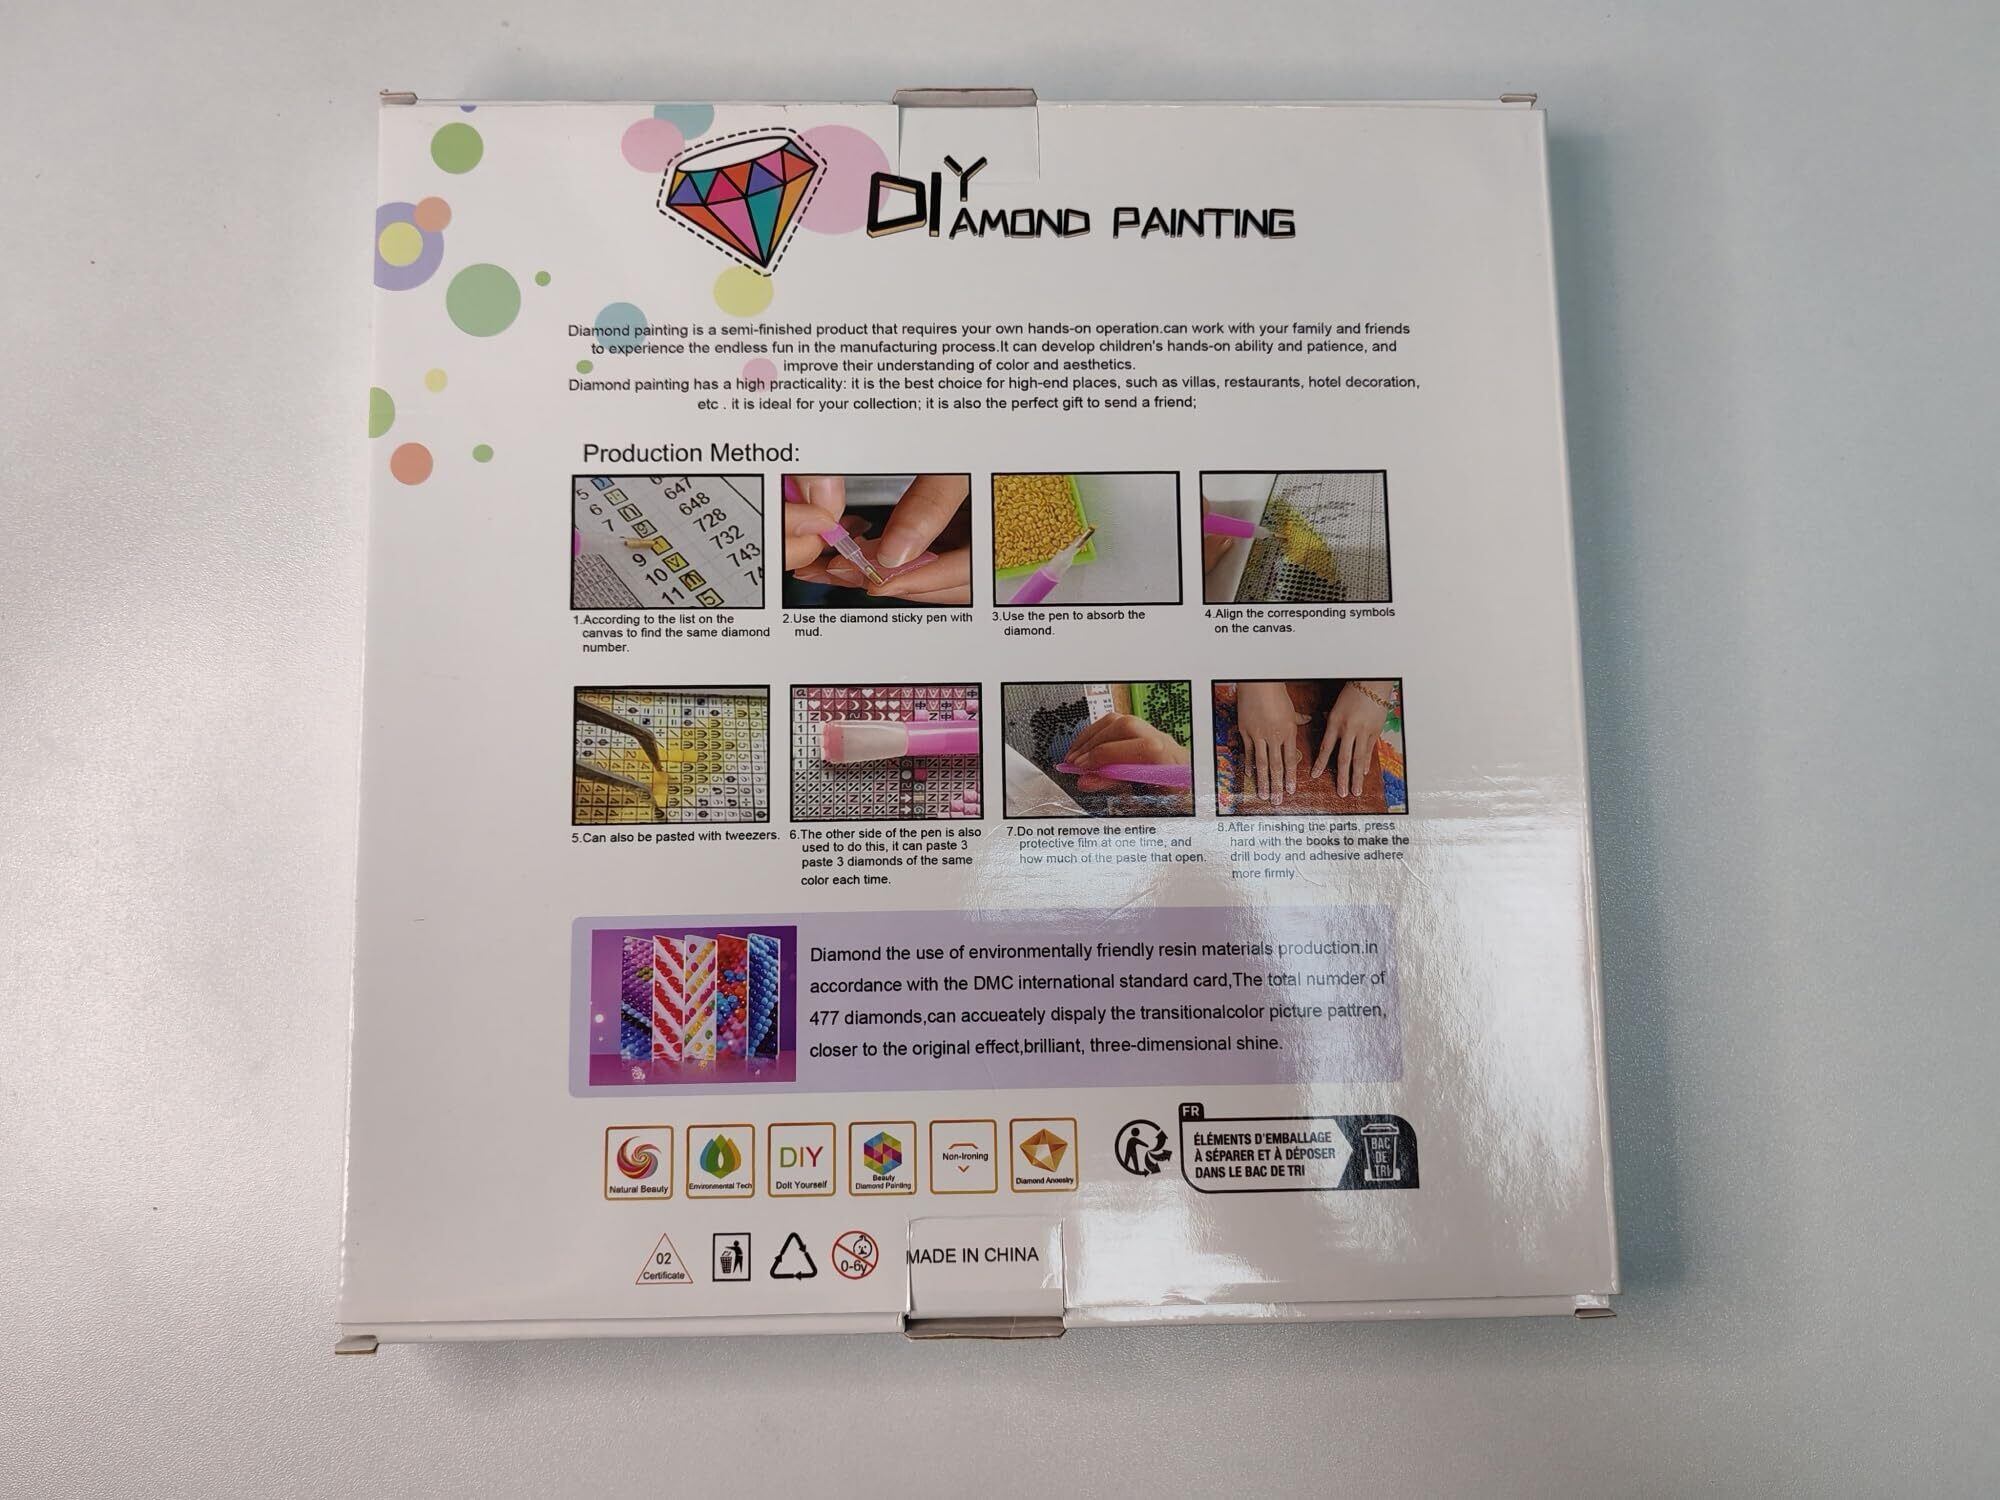 DIY
DIAMOND PAINTING
Diamond painting is a semi-finished product that requires your own hands-on operation.can work with your family and friends
to experience the endless fun in the manufacturing process.It can develop children's hands-on ability and patience, and
improve their understanding of color and aesthetics.
Diamond painting has a high practicality: it is the best choice for high-end places, such as villas, restaurants, hotel decoration,
etc . it is ideal for your collection; it is also the perfect gift to send a friend;
Production Method:
5
6
7
9
10
11
647
648
728
732
743
1.According to the list on the
canvas to find the same diamond
number.
2.Use the diamond sticky pen with
mud.
3.Use the pen to absorb the
diamond.
4.Align the corresponding symbols
on the canvas.
5.Can also be pasted with tweezers.
6.The other side of the pen is also
used to do this, it can paste 3
paste 3 diamonds of the same
color each time.
7.Do not remove the entire
protective film at one time, and
how much of the paste that open.
8.After finishing the parts, press
hard with the books to make the
drill body and adhesive adhere
more firmly.
Diamond the use of environmentally friendly resin materials production.in
accordance with the DMC international standard card,The total numder of
477 diamonds,can accueately dispaly the transitionalcolor picture pattren,
closer to the original effect,brilliant, three-dimensional shine.
Natural Beauty
Environmental Tech
DIY
DoIt Yourself
Beauty
Diamond Painting
Non-Ironing
Diamond Ancestry
FR
ÉLÉMENTS D'EMBALLAGE
À SÉPARER ET À DÉPOSER
DANS LE BAC DE TRI
BAC
DE
TRI
02
Certificate
0-6y
MADE IN CHINA